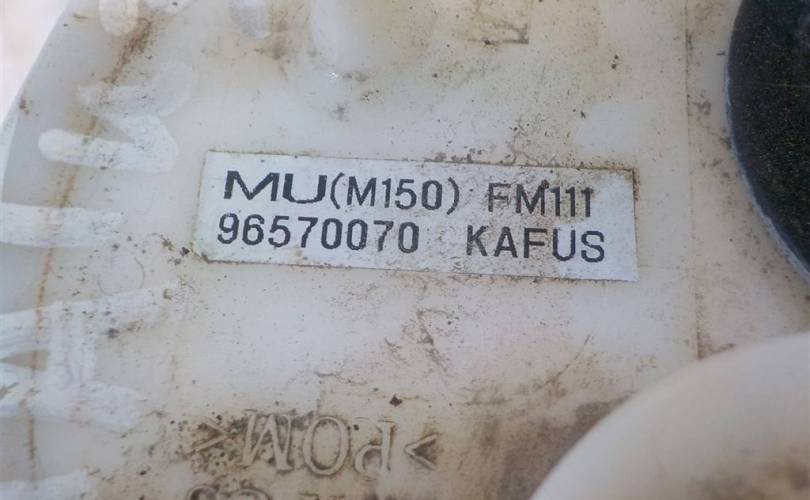 MU(M150) FM111
96570070 KAFUS
>POM<